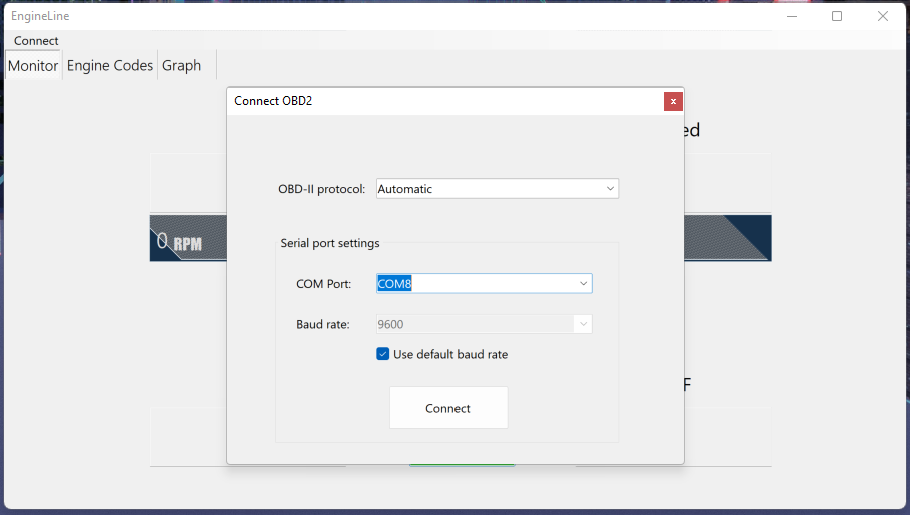 EngineLine
Connect
Monitor Engine Codes Graph
Connect OBD2
x
ed
OBD-II protocol: Automatic
0 RPM
Serial port settings
COM Port: COM8
Baud rate: 9600
Use default baud rate
F
Connect